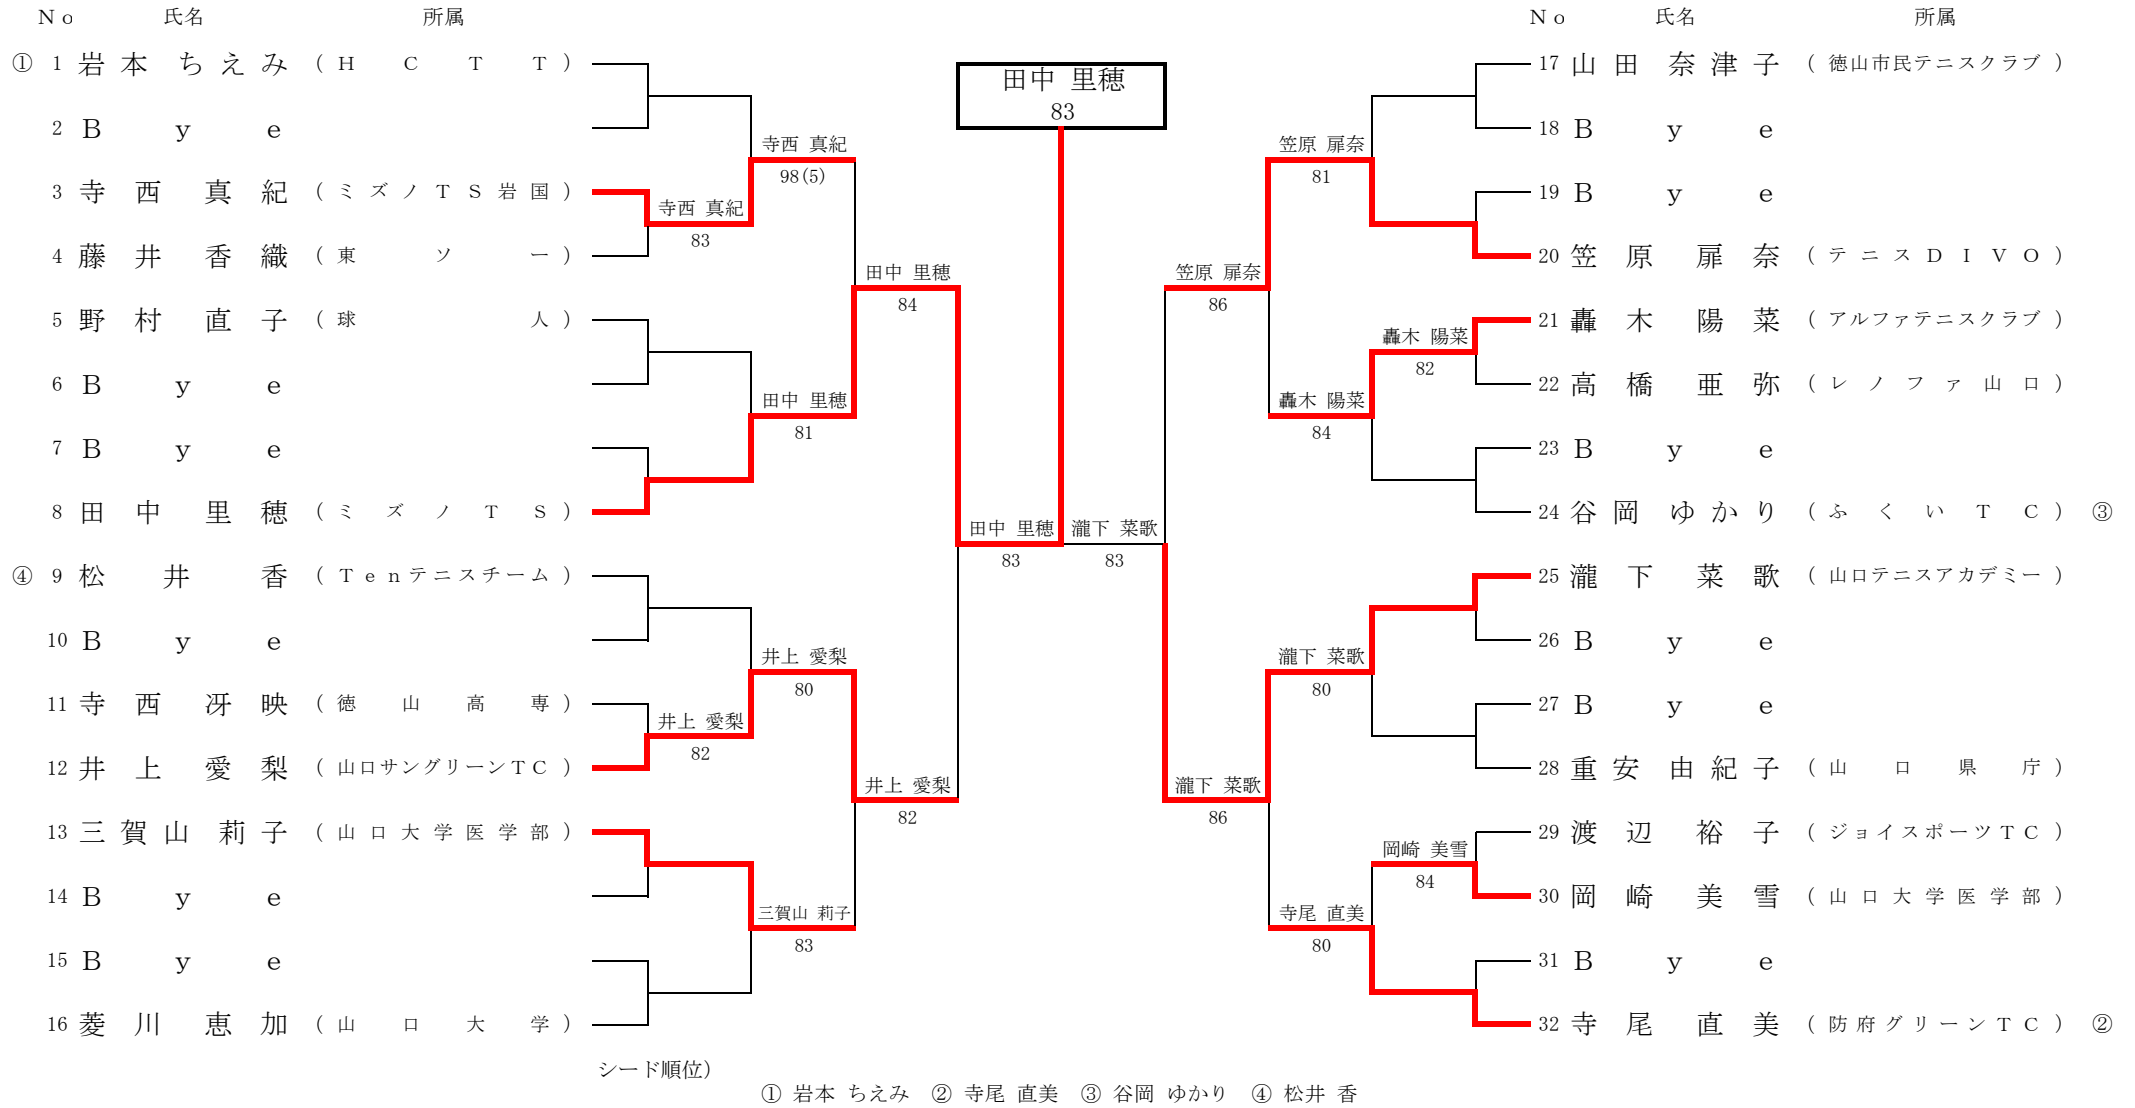 No 氏名 所属
① 1 岩本 ちえみ (HCTT)
2 Bye
3 寺西 真紀 (ミズノTS岩国)
4 藤井 香織 (東ソー)
5 野村 直子 (球人)
6 Bye
7 Bye
8 田中 里穂 (ミズノTS)
④ 9 松井 香 (Tenテニスチーム)
10 Bye
11 寺西 冴映 (徳山高専)
12 井上 愛梨 (山口サングリーンTC)
13 三賀山 莉子 (山口大学医学部)
14 Bye
15 Bye
16 菱川 恵加 (山口大学)
寺西 真紀
83
井上 愛梨
82
寺西 真紀
98(5)
田中 里穂
81
井上 愛梨
80
三賀山 莉子
83
田中 里穂
84
井上 愛梨
82
田中 里穂
83
田中 里穂
83
瀧下 菜歌
83
笠原 扉奈
86
瀧下 菜歌
86
笠原 扉奈
81
轟木 陽菜
84
瀧下 菜歌
80
寺尾 直美
80
轟木 陽菜
82
岡崎 美雪
84
No 氏名 所属
17 山田 奈津子 (徳山市民テニスクラブ)
18 Bye
19 Bye
20 笠原 扉奈 (テニスDIVO)
21 轟木 陽菜 (アルファテニスクラブ)
22 高橋 亜弥 (レノファ山口)
23 Bye
24 谷岡 ゆかり (ふくいTC) ③
25 瀧下 菜歌 (山口テニスアカデミー)
26 Bye
27 Bye
28 重安 由紀子 (山口県庁)
29 渡辺 裕子 (ジョイスポーツTC)
30 岡崎 美雪 (山口大学医学部)
31 Bye
32 寺尾 直美 (防府グリーンTC) ②
シード順位)
① 岩本 ちえみ ② 寺尾 直美 ③ 谷岡 ゆかり ④ 松井 香